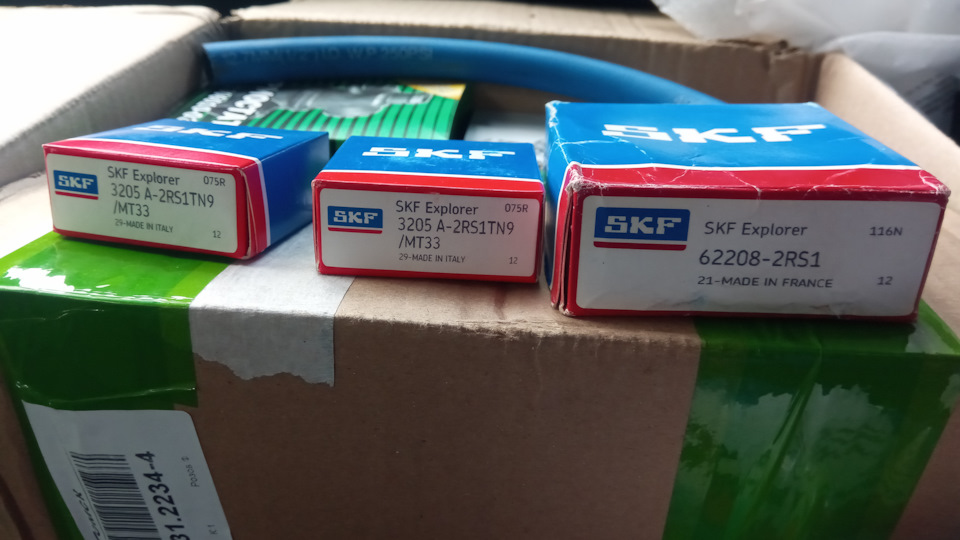 W.P. 250PSI
SKF
SKF
SKF Explorer
075R
3205 A-2RS1TN9
/MT33
29-MADE IN ITALY
12
SKF
SKF
SKF Explorer
075R
3205 A-2RS1TN9
/MT33
29-MADE IN ITALY
12
SKF
SKF
SKF Explorer
116N
62208-2RS1
21-MADE IN FRANCE
12
31.2234-4